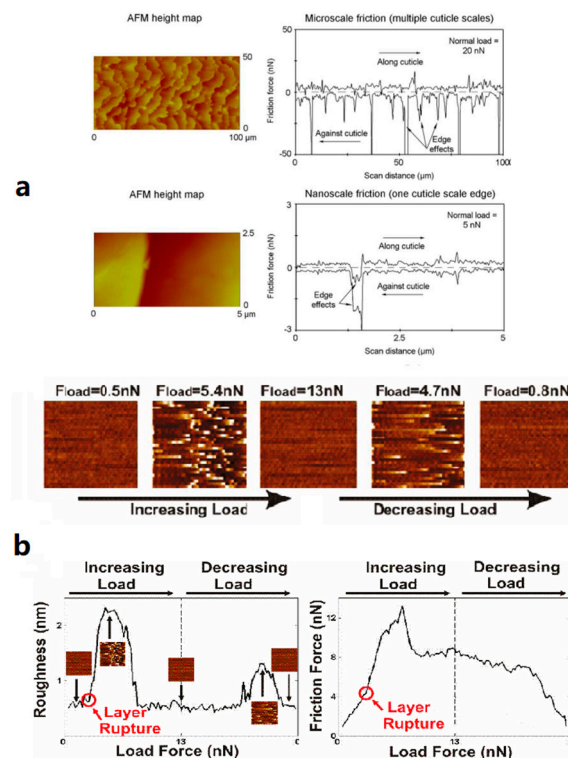 AFM height map
50
0
0
100 µm
Microscale friction (multiple cuticle scales)
Normal load =
20 nN
Along cuticle
Against cuticle
Edge
effects
Friction force (nN)
50
0
-50
0
50
100
Scan distance (µm)
a
AFM height map
2.5
0
0
5 µm
Nanoscale friction (one cuticle scale edge)
Normal load =
5 nN
Along cuticle
Against cuticle
Edge
effects
Friction force (nN)
3
0
-3
0
2.5
5
Scan distance (µm)
Fload=0.5nN Fload=5.4nN Fload=13nN Fload=4.7nN Fload=0.8nN
Increasing Load
Decreasing Load
b
Increasing
Load
Decreasing
Load
Roughness (nm)
2
1
Layer
Rupture
0
13
0
Load Force (nN)
Increasing
Load
Decreasing
Load
Friction Force (nN)
12
8
4
0
Layer
Rupture
0
13
Load Force (nN)